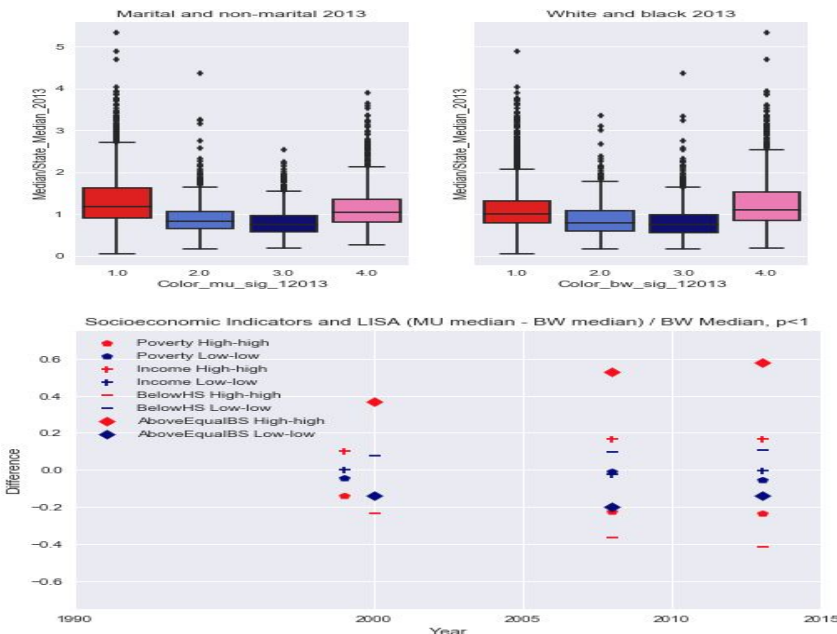 Marital and non-marital 2013
Median/State_Median_2013
5
4
3
2
1
0
1.0 2.0 3.0 4.0
Color_mu_sig_12013
White and black 2013
Median/State_Median_2013
1.0 2.0 3.0 4.0
Color_bw_sig_12013
Socioeconomic Indicators and LISA (MU median - BW median) / BW Median, p<1
Poverty High-high
Poverty Low-low
Income High-high
Income Low-low
BelowHS High-high
BelowHS Low-low
AboveEqualBS High-high
AboveEqualBS Low-low
Difference
0.6
0.4
0.2
0.0
−0.2
−0.4
−0.6
1990 2000 2005 2010 2015
Year